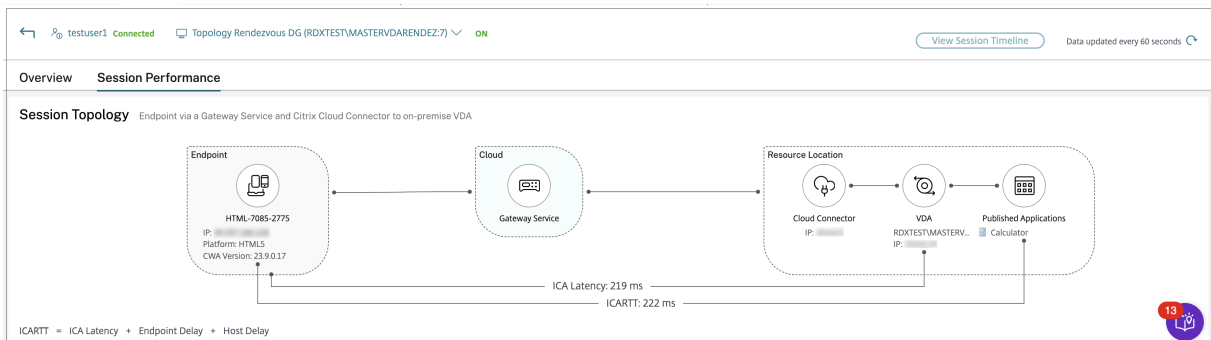 testuser1 Connected Topology Rendezvous DG (RDXTEST\MASTERVDARENDEZ:7) ON
View Session Timeline Data updated every 60 seconds
Overview Session Performance
Session Topology Endpoint via a Gateway Service and Citrix Cloud Connector to on-premise VDA
Endpoint Cloud Resource Location
HTML-7085-2775 Gateway Service Cloud Connector VDA Published Applications
IP: IP: RDXTEST\MASTERV... Calculator
Platform: HTML5 IP:
CWA Version: 23.9.0.17
ICA Latency: 219 ms
ICARTT: 222 ms
13
ICARTT = ICA Latency + Endpoint Delay + Host Delay